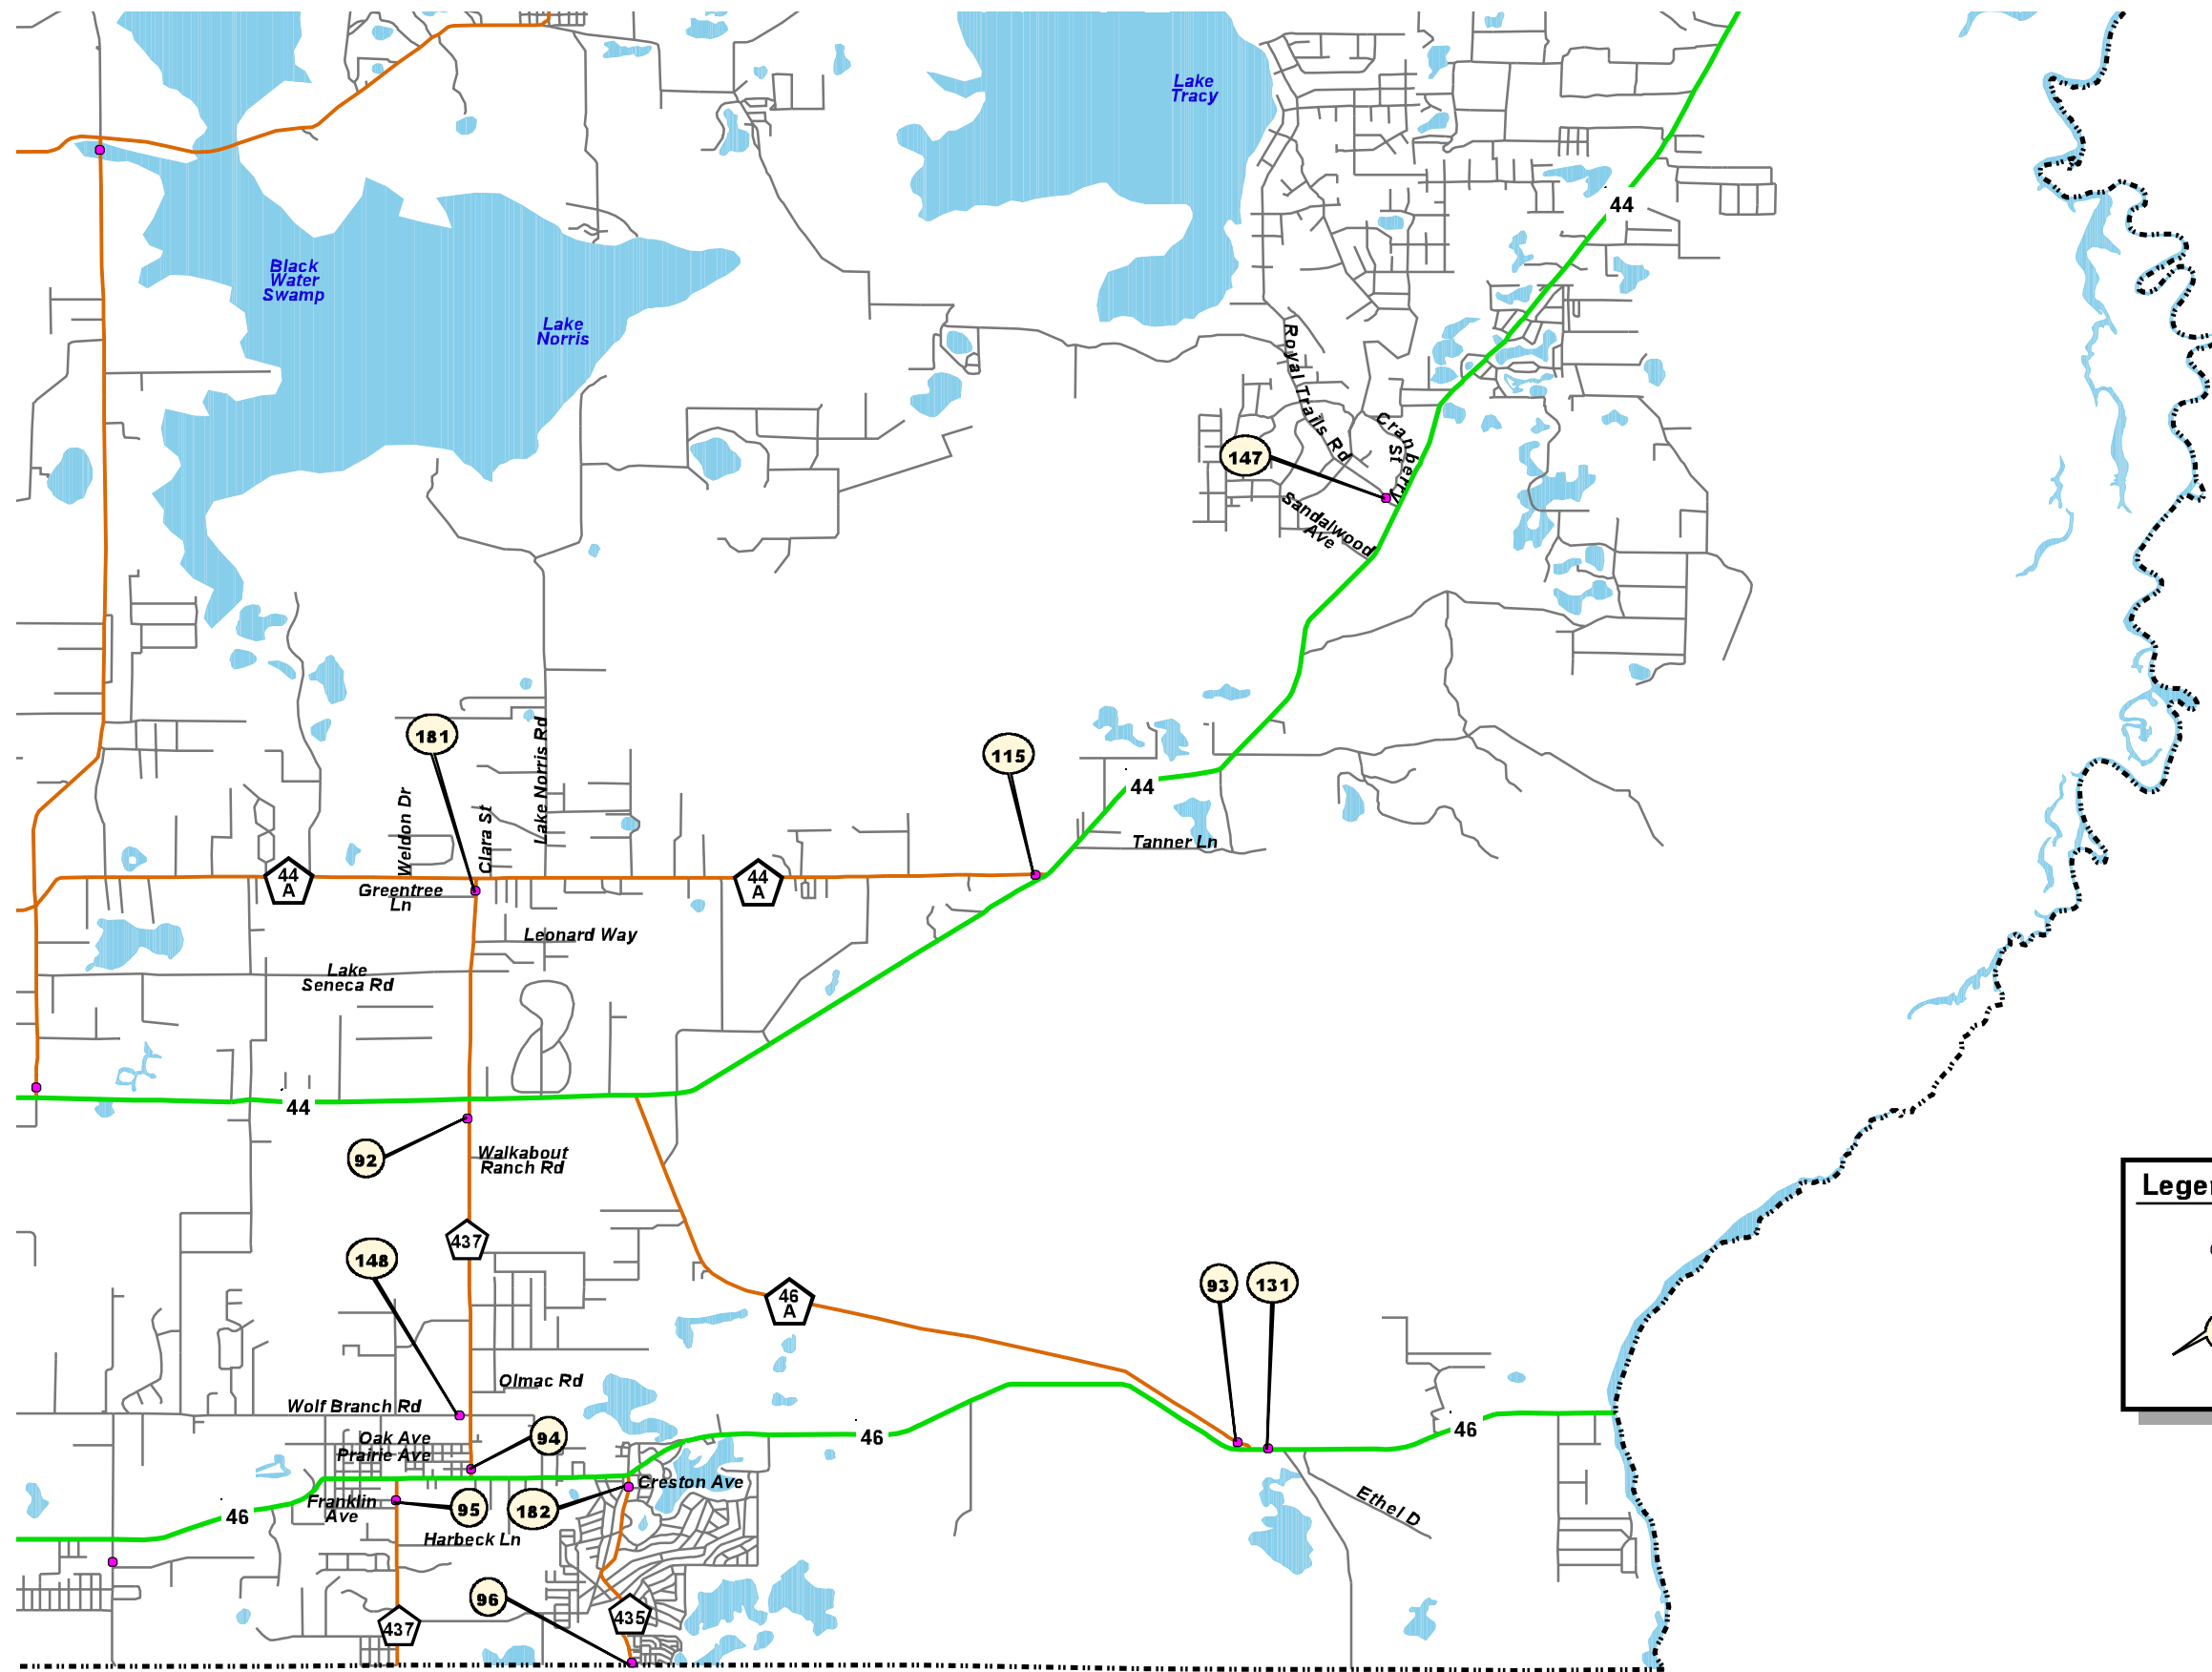 Lake
Tracy
44
Black
Water
Swamp
Lake
Norris
Royal Trails Rd
Cranberry
St
147
Sandalwood
Ave
181
Lake Norris Rd
115
44
Weldon Dr
Clara St
Tanner Ln
44
A
44
A
Greentree
Ln
Leonard Way
Lake
Seneca Rd
44
92
Walkabout
Ranch Rd
Leger
437
148
46
A
93
131
Olmac Rd
Wolf Branch Rd
94
46
46
Oak Ave
Prairie Ave
Creston Ave
Franklin
Ave
95
182
46
Ethel D
Harbeck Ln
96
435
437